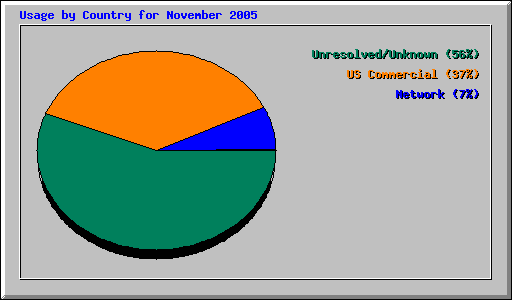 Usage by Country for November 2005
Unresolved/Unknown (56%)
US Commercial (37%)
Network (7%)